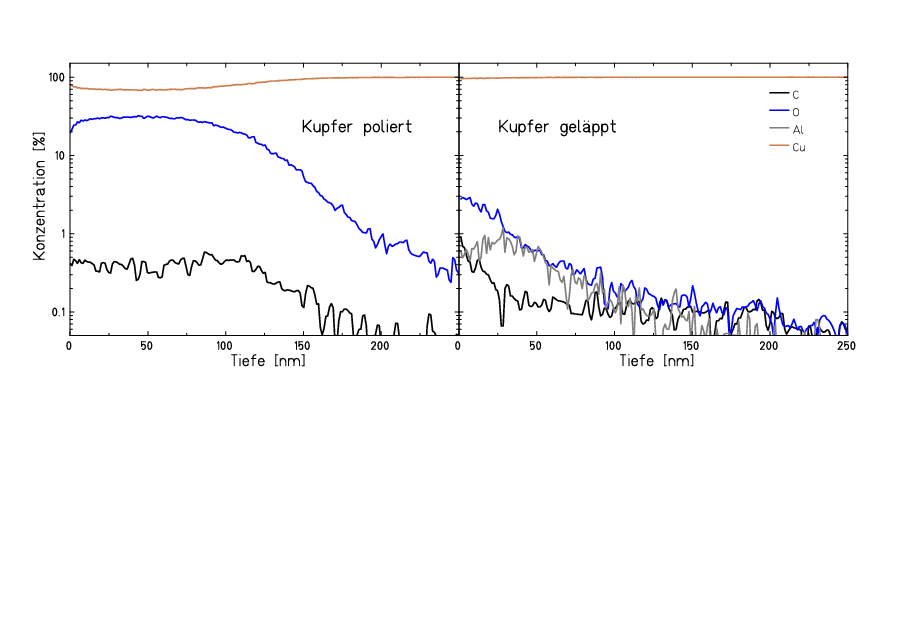 Konzentration [%]
100
10
1
0.1
Kupfer poliert
Kupfer geläppt
C
O
Al
Cu
0 50 100 150 200 0 50 100 150 200 250
Tiefe [nm] Tiefe [nm]